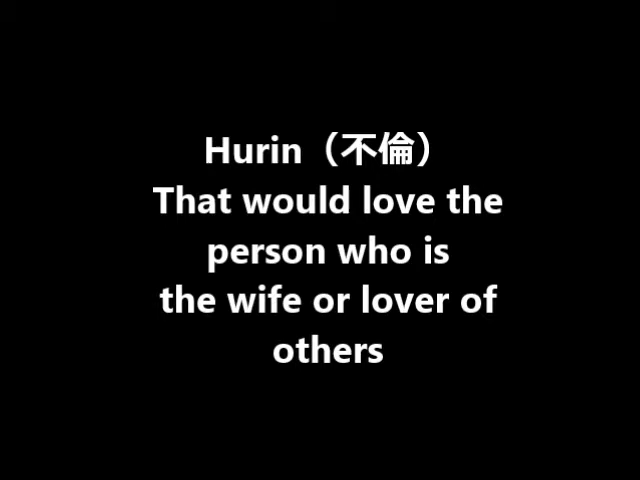 Hurin（不倫）
That would love the
person who is
the wife or lover of
others